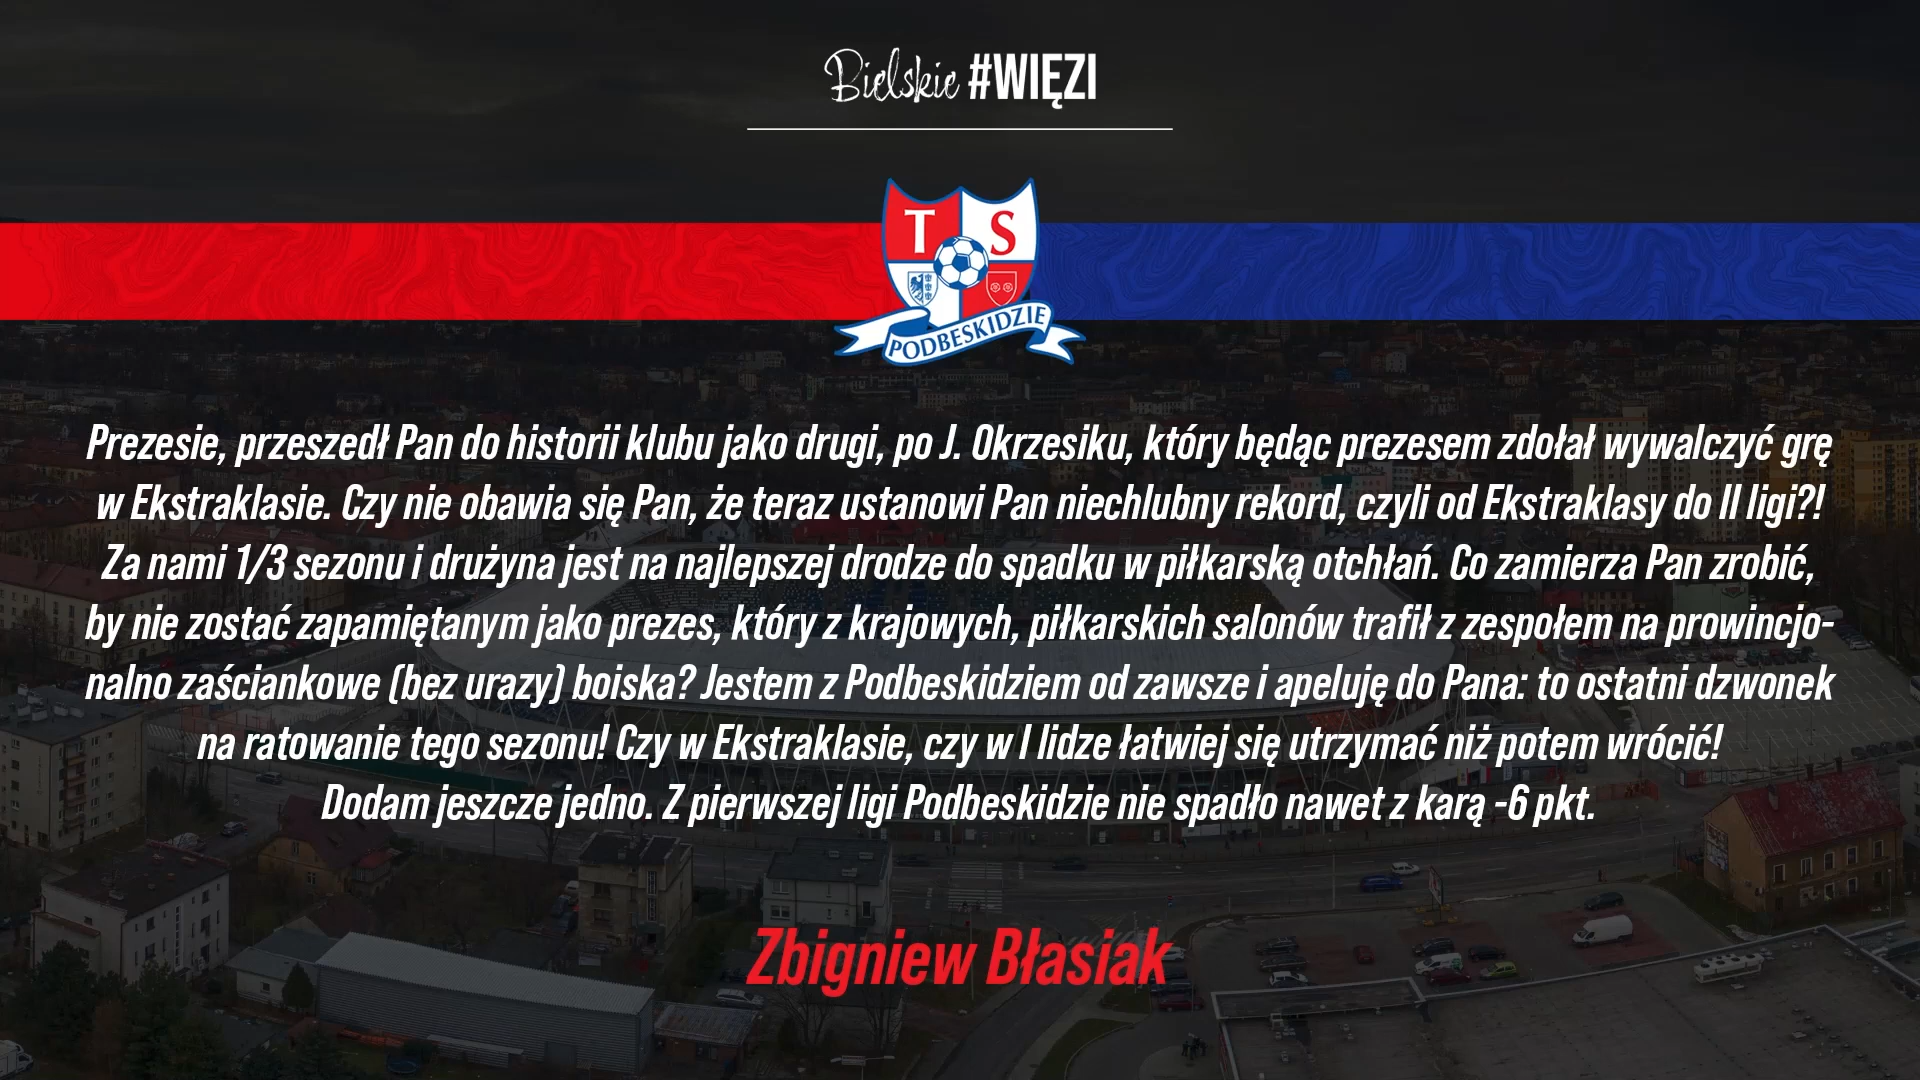 Bielskie #WIĘZI
T S
PODBESKIDZIE
Prezesie, przeszedł Pan do historii klubu jako drugi, po J. Okrzesiku, który będąc prezesem zdołał wywalczyć grę
w Ekstraklasie. Czy nie obawia się Pan, że teraz ustanowi Pan niechlubny rekord, czyli od Ekstraklasy do II ligi?!
Za nami 1/3 sezonu i drużyna jest na najlepszej drodze do spadku w piłkarską otchłań. Co zamierza Pan zrobić,
by nie zostać zapamiętanym jako prezes, który z krajowych, piłkarskich salonów trafił z zespołem na prowincjo-
nalno zaściankowe (bez urazy) boiska? Jestem z Podbeskidziem od zawsze i apeluję do Pana: to ostatni dzwonek
na ratowanie tego sezonu! Czy w Ekstraklasie, czy w I lidze łatwiej się utrzymać niż potem wrócić!
Dodam jeszcze jedno. Z pierwszej ligi Podbeskidzie nie spadło nawet z karą -6 pkt.
Zbigniew Błasiak